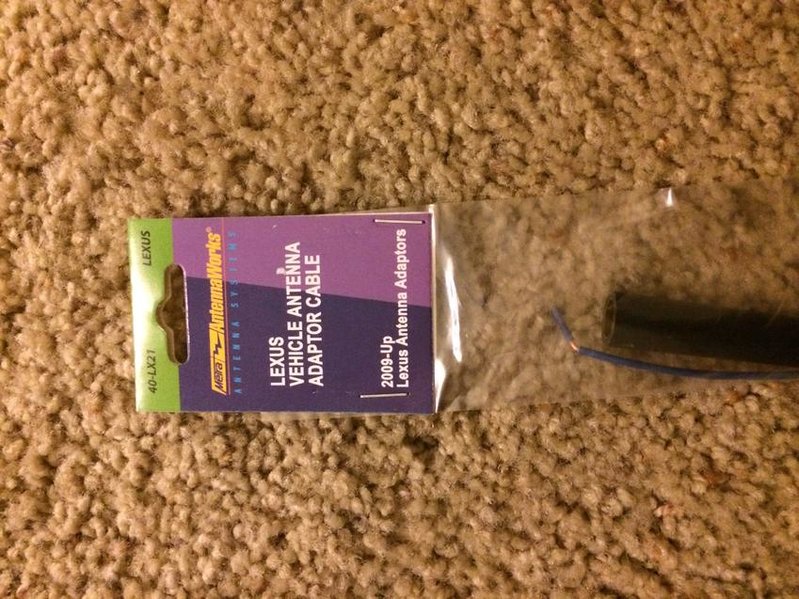 40-LX21 LEXUS
Metra AntennaWorks®
ANTENNA SYSTEMS
LEXUS
VEHICLE ANTENNA
ADAPTOR CABLE
2009-Up
Lexus Antenna Adaptors